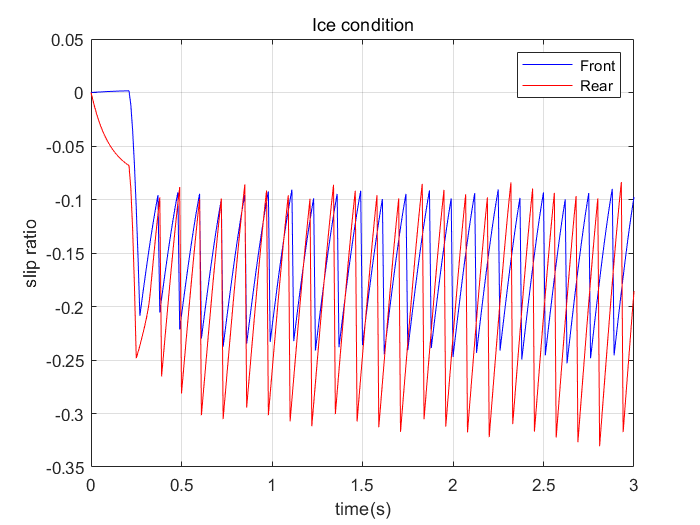 Ice condition
Front
Rear
0.05
0
-0.05
-0.1
-0.15
-0.2
-0.25
-0.3
-0.35
slip ratio
0 0.5 1 1.5 2 2.5 3
time(s)